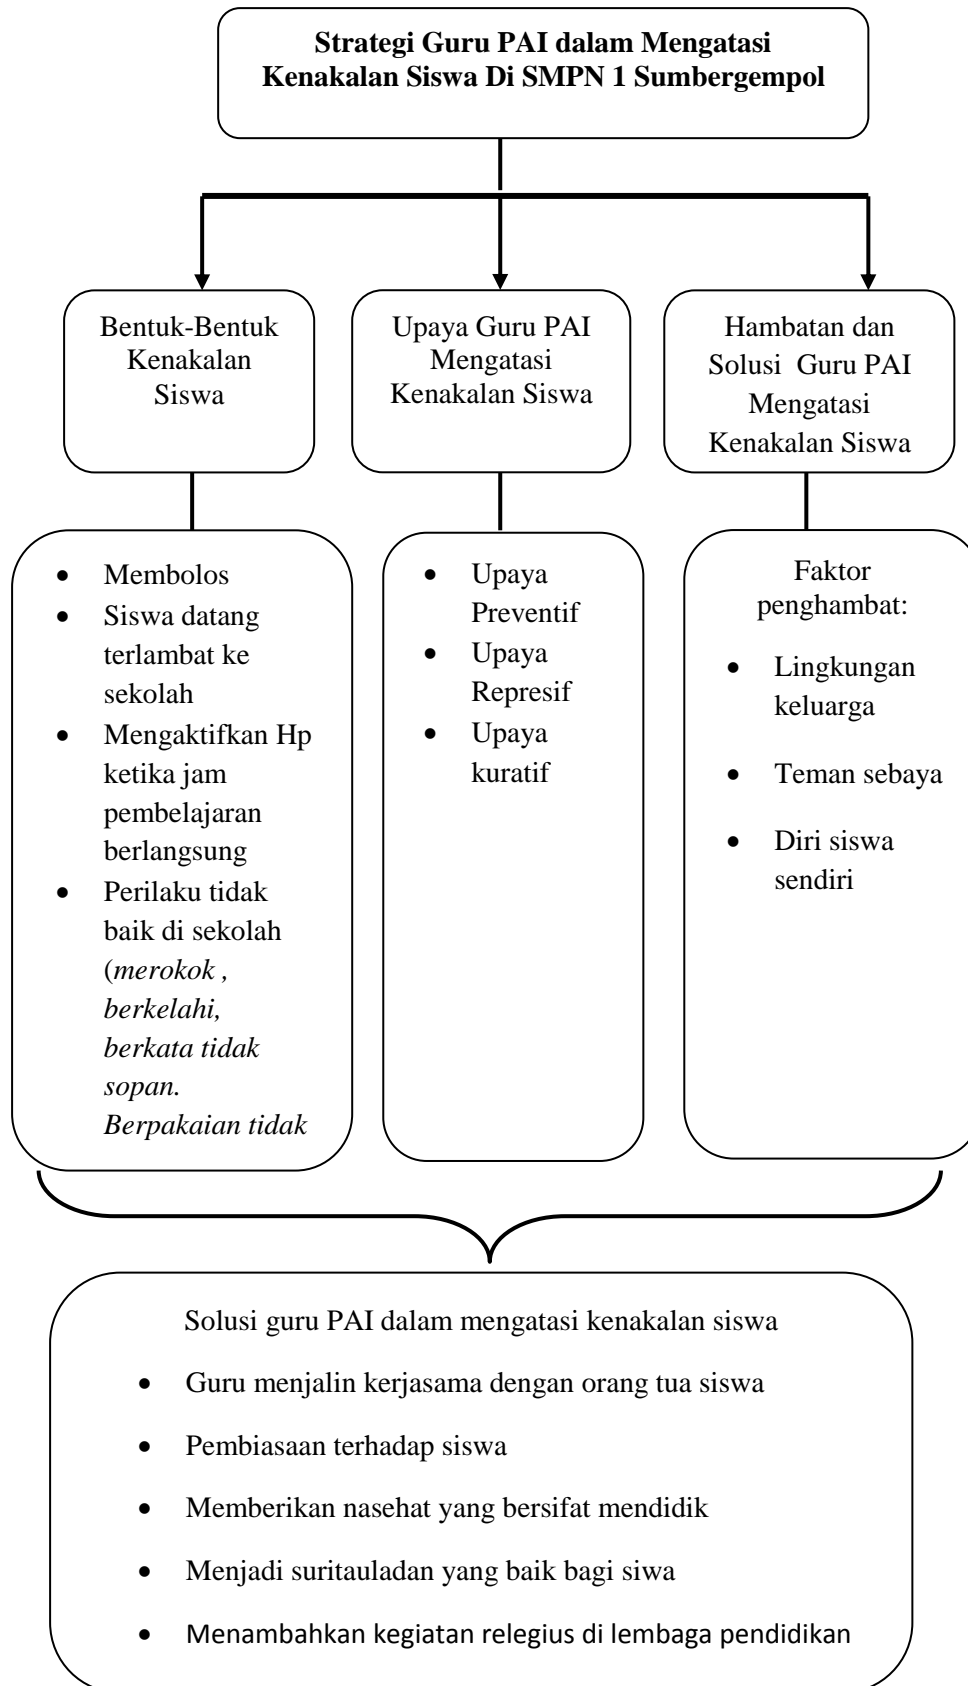 Strategi Guru PAI dalam Mengatasi
Kenakalan Siswa Di SMPN 1 Sumbergempol
Bentuk-Bentuk
Kenakalan
Siswa
Upaya Guru PAI
Mengatasi
Kenakalan Siswa
Hambatan dan
Solusi Guru PAI
Mengatasi
Kenakalan Siswa
• Membolos
• Siswa datang
terlambat ke
sekolah
• Mengaktifkan Hp
ketika jam
pembelajaran
berlangsung
• Perilaku tidak
baik di sekolah
(merokok ,
berkelahi,
berkata tidak
sopan.
Berpakaian tidak
• Upaya
Preventif
• Upaya
Represif
• Upaya
kuratif
Faktor
penghambat:
• Lingkungan
keluarga
• Teman sebaya
• Diri siswa
sendiri
Solusi guru PAI dalam mengatasi kenakalan siswa
• Guru menjalin kerjasama dengan orang tua siswa
• Pembiasaan terhadap siswa
• Memberikan nasehat yang bersifat mendidik
• Menjadi suritauladan yang baik bagi siwa
• Menambahkan kegiatan relegius di lembaga pendidikan